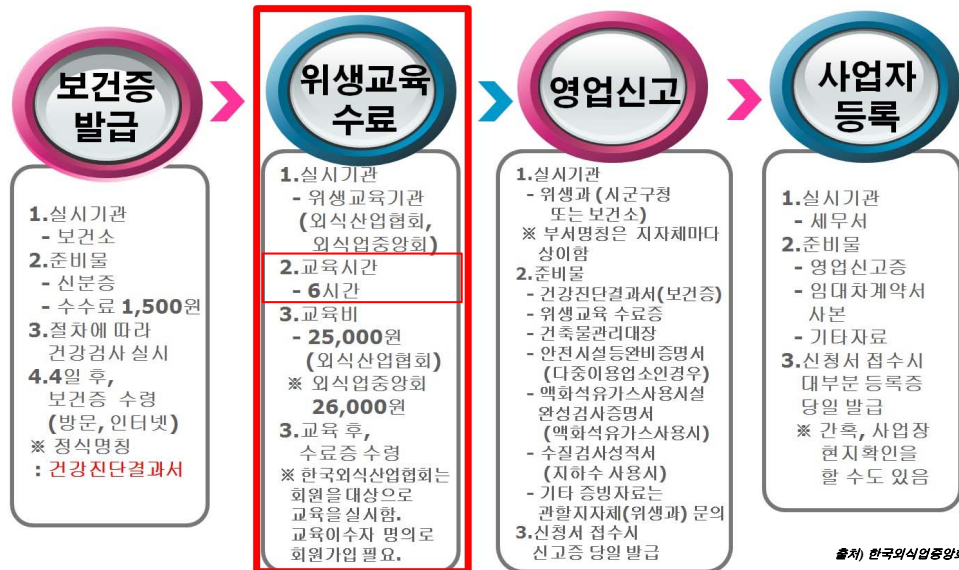 보건증
발급
1.실시기관
- 보건소
2.준비물
- 신분증
- 수수료 1,500원
3.절차에 따라
건강검사 실시
4.4일 후,
보건증 수령
(방문, 인터넷)
※ 정식명칭
: 건강진단결과서
위생교육
수료
1.실시기관
- 위생교육기관
(외식산업협회,
외식업중앙회)
2.교육시간
- 6시간
3.교육비
- 25,000원
(외식산업협회)
※ 외식업중앙회
26,000원
3.교육 후,
수료증 수령
※ 한국외식산업협회는
회원을 대상으로
교육을 실시함.
교육이수자 명의로
회원가입 필요.
영업신고
1.실시기관
- 위생과 (시군구청
또는 보건소)
※ 부서명칭은 지자체마다
상이함
2.준비물
- 건강진단결과서(보건증)
- 위생교육 수료증
- 건축물관리대장
- 안전시설등완비증명서
(다중이용업소인경우)
- 액화석유가스사용시설
완성검사증명서
(액화석유가스사용시)
- 수질검사성적서
(지하수 사용시)
- 기타 증빙자료는
관할지자체(위생과) 문의
3.신청서 접수시
신고증 당일 발급
사업자
등록
1.실시기관
- 세무서
2.준비물
- 영업신고증
- 임대차계약서
사본
- 기타자료
3.신청서 접수시
대부분 등록증
당일 발급
※ 간혹, 사업장
현지확인을
할 수도 있음
출처) 한국외식업중앙